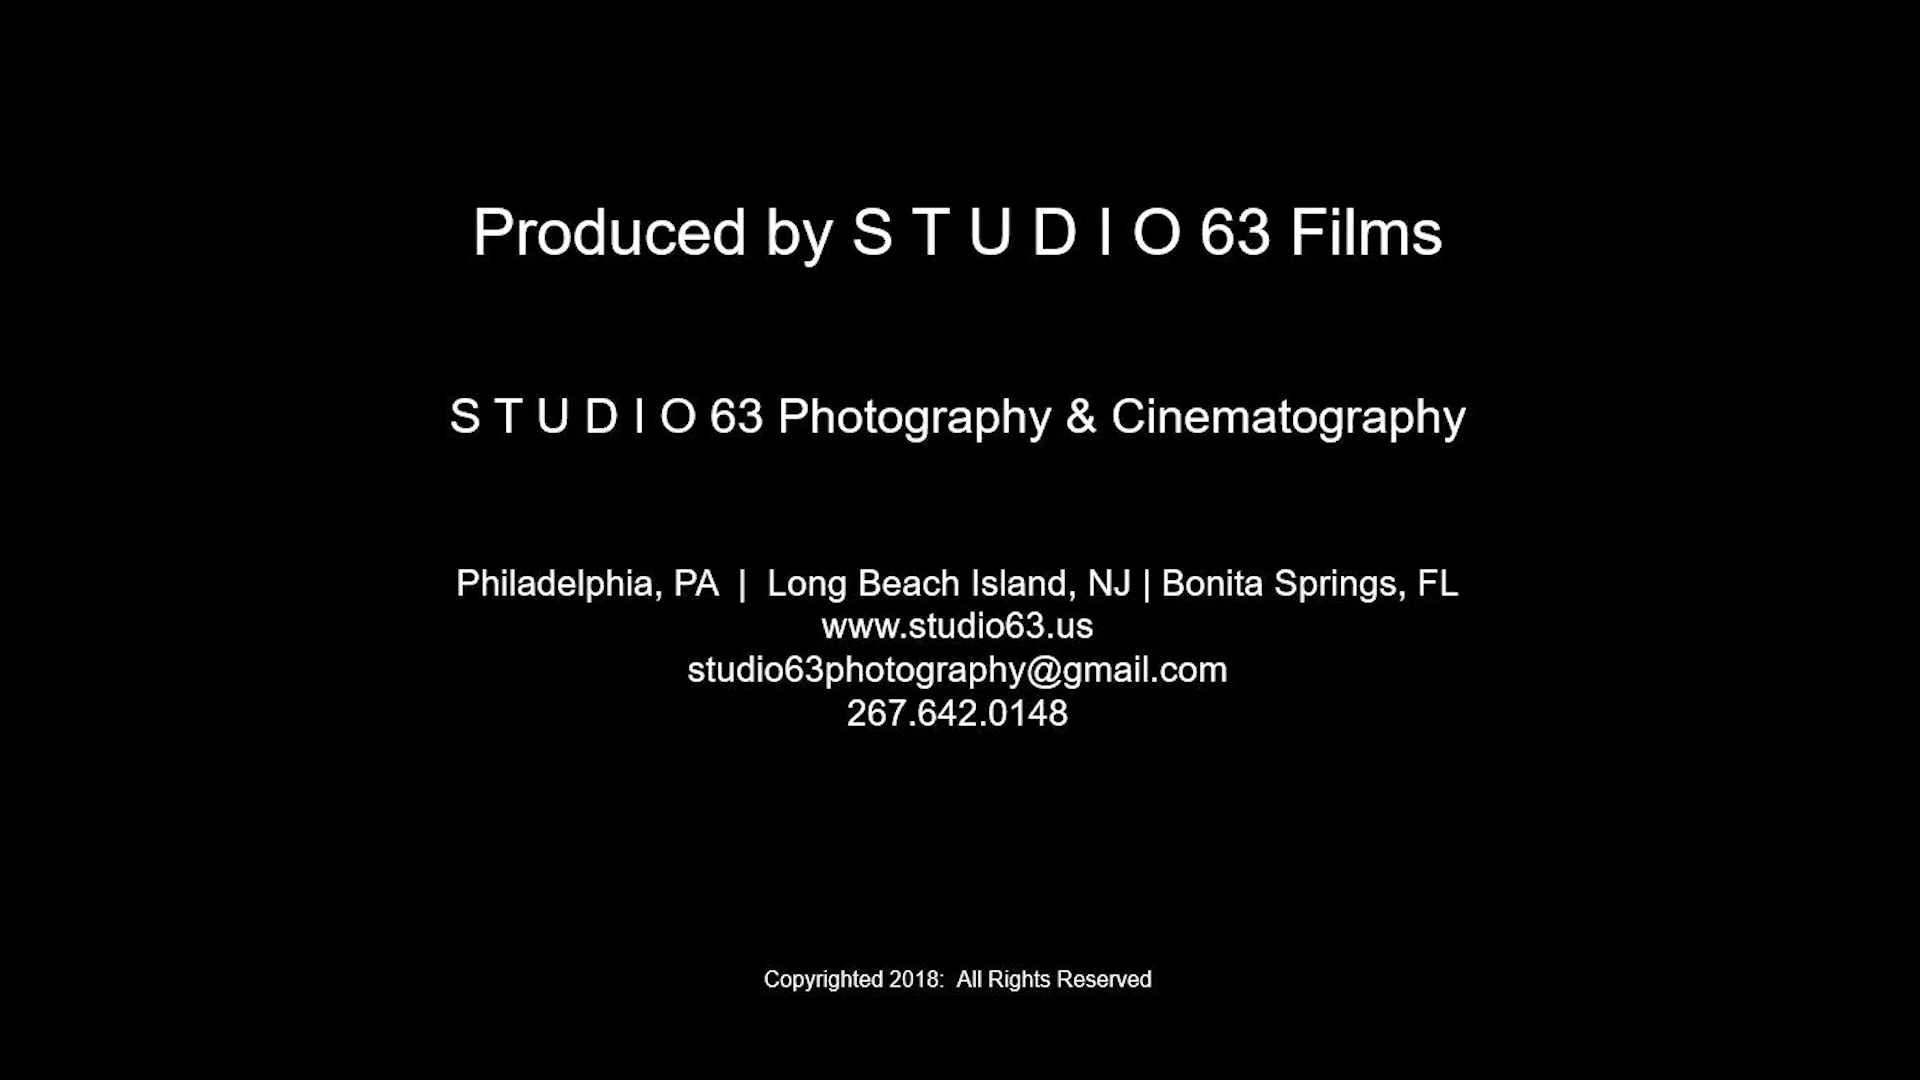 Produced by S T U D I O 63 Films
S T U D I O 63 Photography & Cinematography
Philadelphia, PA | Long Beach Island, NJ | Bonita Springs, FL
www.studio63.us
studio63photography@gmail.com
267.642.0148
Copyrighted 2018: All Rights Reserved